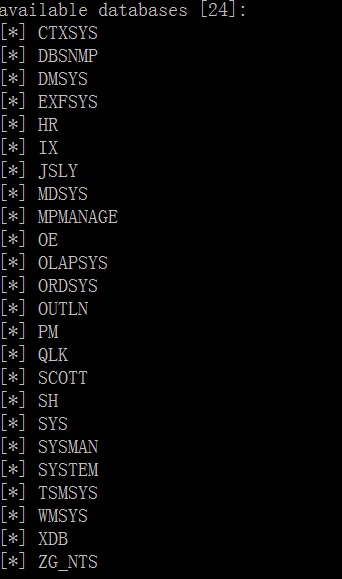 available databases [24]:
[*] CTXSYS
[*] DBSNMP
[*] DMSYS
[*] EXFSYS
[*] HR
[*] IX
[*] JSLY
[*] MDSYS
[*] MPMANAGE
[*] OE
[*] OLAPSYS
[*] ORDSYS
[*] OUTLN
[*] PM
[*] QLK
[*] SCOTT
[*] SH
[*] SYS
[*] SYSMAN
[*] SYSTEM
[*] TSMSYS
[*] WMSYS
[*] XDB
[*] ZG_NTS